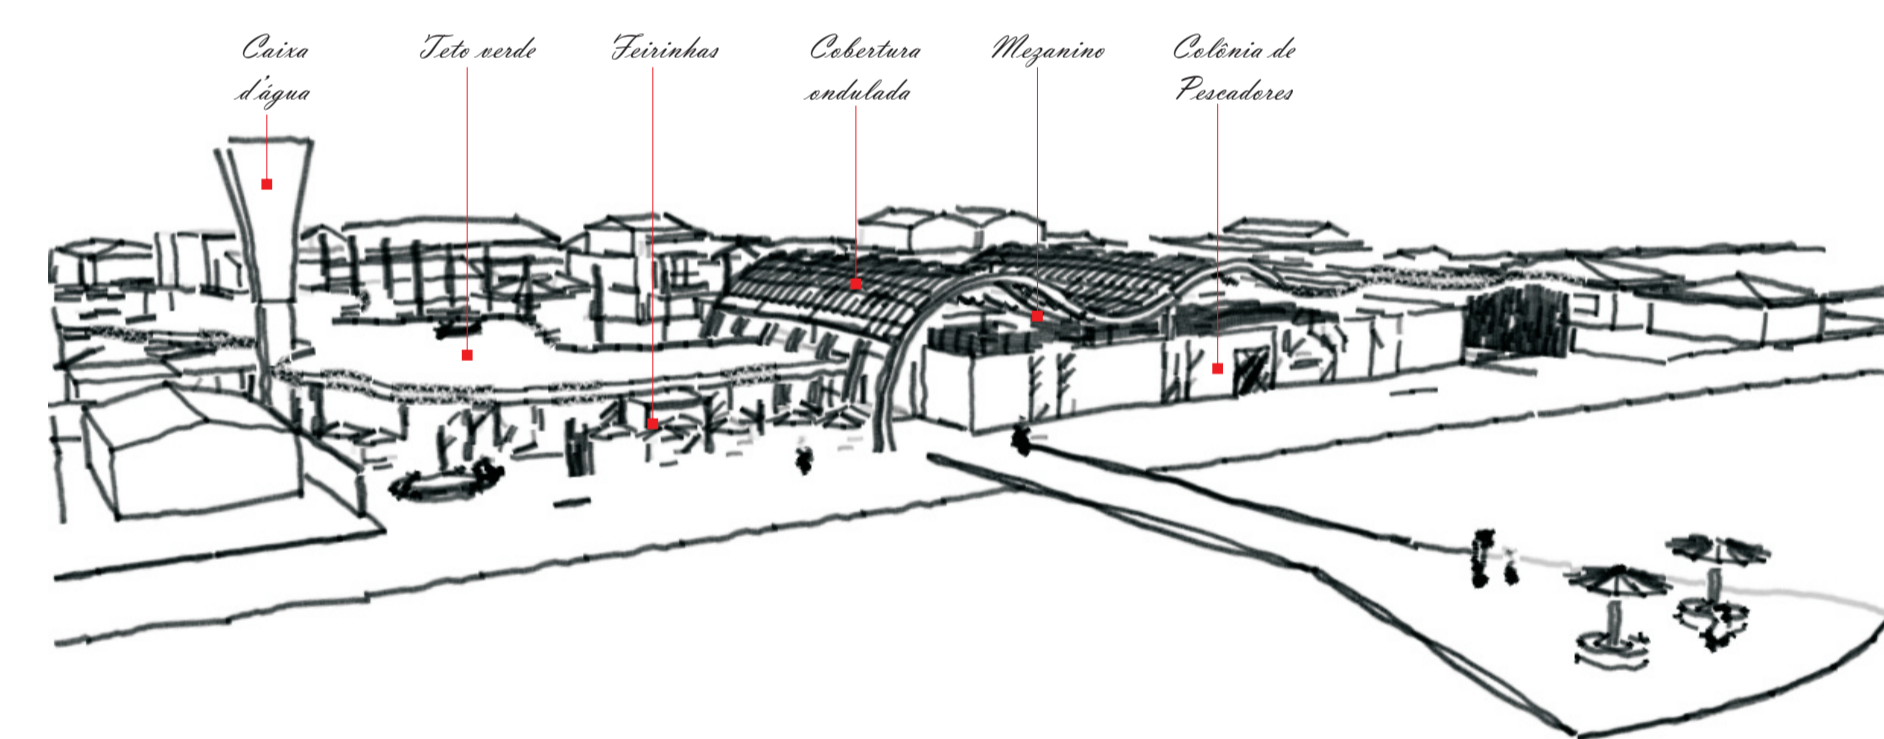 Caixa
d'água
Teto verde
Feirinhas
Cobertura
ondulada
Mezanino
Colônia de
Pescadores